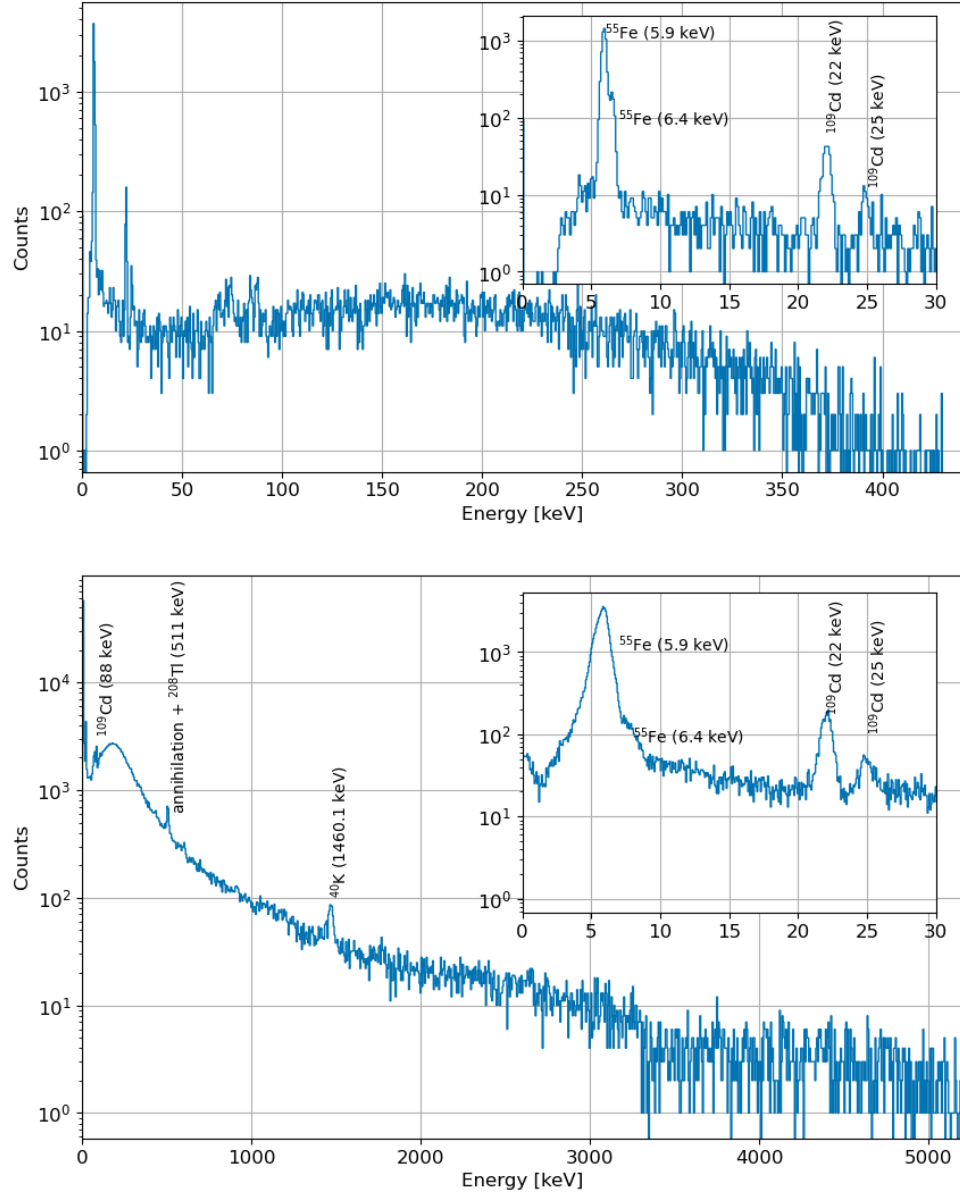 ⁵⁵Fe (5.9 keV)
⁵⁵Fe (6.4 keV)
¹⁰⁹Cd (22 keV)
¹⁰⁹Cd (25 keV)
10³
10²
10¹
10⁰
0 5 10 15 20 25 30
Counts
10³
10²
10¹
10⁰
0 50 100 150 200 250 300 350 400
Energy [keV]
¹⁰⁹Cd (88 keV)
annihilation + ²⁰⁸Tl (511 keV)
⁴⁰K (1460.1 keV)
⁵⁵Fe (5.9 keV)
⁵⁵Fe (6.4 keV)
¹⁰⁹Cd (22 keV)
¹⁰⁹Cd (25 keV)
10³
10²
10¹
10⁰
0 5 10 15 20 25 30
Counts
10⁴
10³
10²
10¹
10⁰
0 1000 2000 3000 4000 5000
Energy [keV]